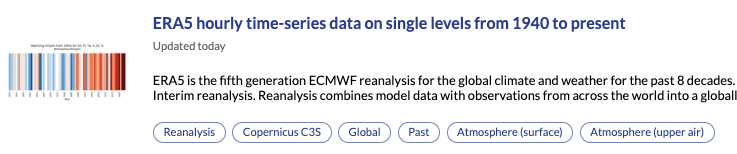 ERA5 hourly time-series data on single levels from 1940 to present
Updated today
ERA5 is the fifth generation ECMWF reanalysis for the global climate and weather for the past 8 decades.
Interim reanalysis. Reanalysis combines model data with observations from across the world into a globall
Reanalysis
Copernicus C3S
Global
Past
Atmosphere (surface)
Atmosphere (upper air)